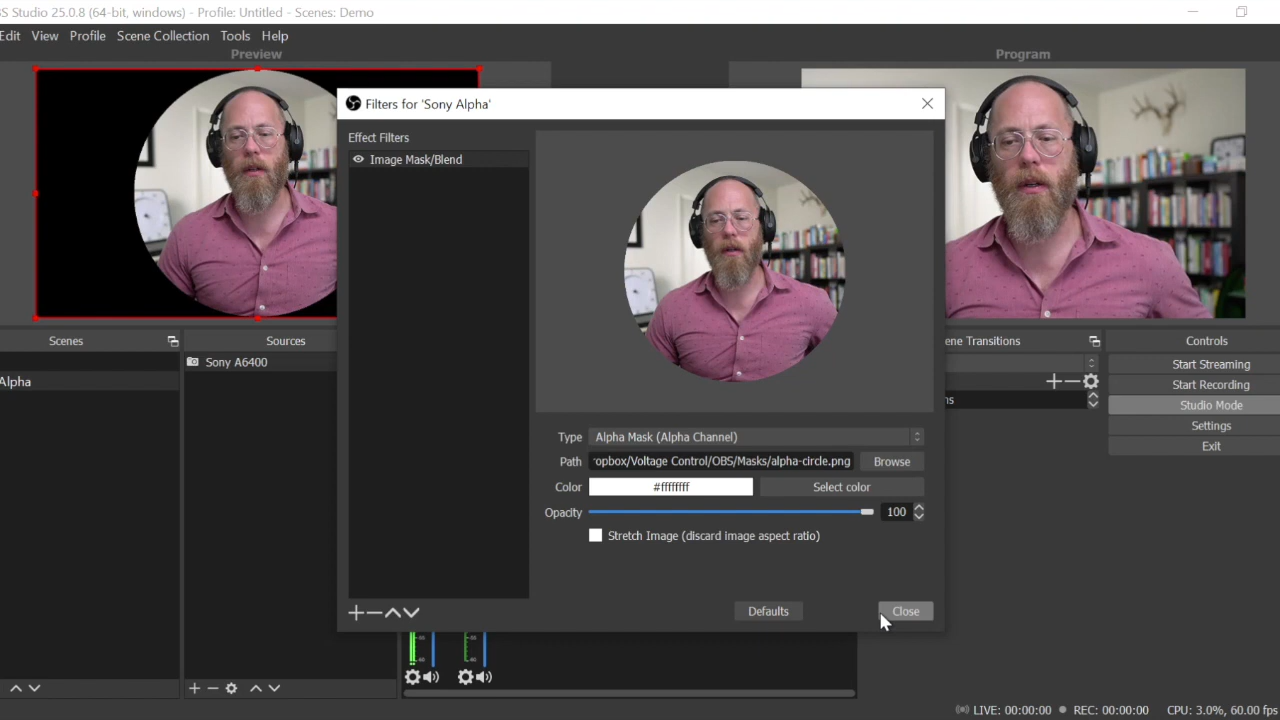 S Studio 25.0.8 (64-bit, windows) - Profile: Untitled - Scenes: Demo
Edit View Profile Scene Collection Tools Help
Preview
Program
Filters for 'Sony Alpha'
Effect Filters
Image Mask/Blend
Type Alpha Mask (Alpha Channel)
Path opbox/Voltage Control/OBS/Masks/alpha-circle.png Browse
Color #ffffffff Select color
Opacity 100
Stretch Image (discard image aspect ratio)
Defaults
Close
Scenes
Alpha
Sources
Sony A6400
ene Transitions
ns
Controls
Start Streaming
Start Recording
Studio Mode
Settings
Exit
LIVE: 00:00:00 REC: 00:00:00 CPU: 3.0%, 60.00 fps